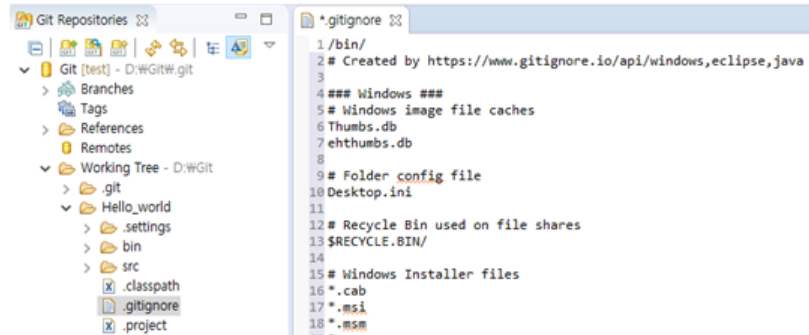 Git Repositories
Git [test] - D:₩Git₩.git
Branches
Tags
References
Remotes
Working Tree - D:₩Git
.git
Hello_world
.settings
bin
src
.classpath
.gitignore
.project
*.gitignore
1 /bin/
2 # Created by https://www.gitignore.io/api/windows,eclipse,java
3
4 ### Windows ###
5 # Windows image file caches
6 Thumbs.db
7 ehthumbs.db
8
9 # Folder config file
10 Desktop.ini
11
12 # Recycle Bin used on file shares
13 $RECYCLE.BIN/
14
15 # Windows Installer files
16 *.cab
17 *.msi
18 *.msm